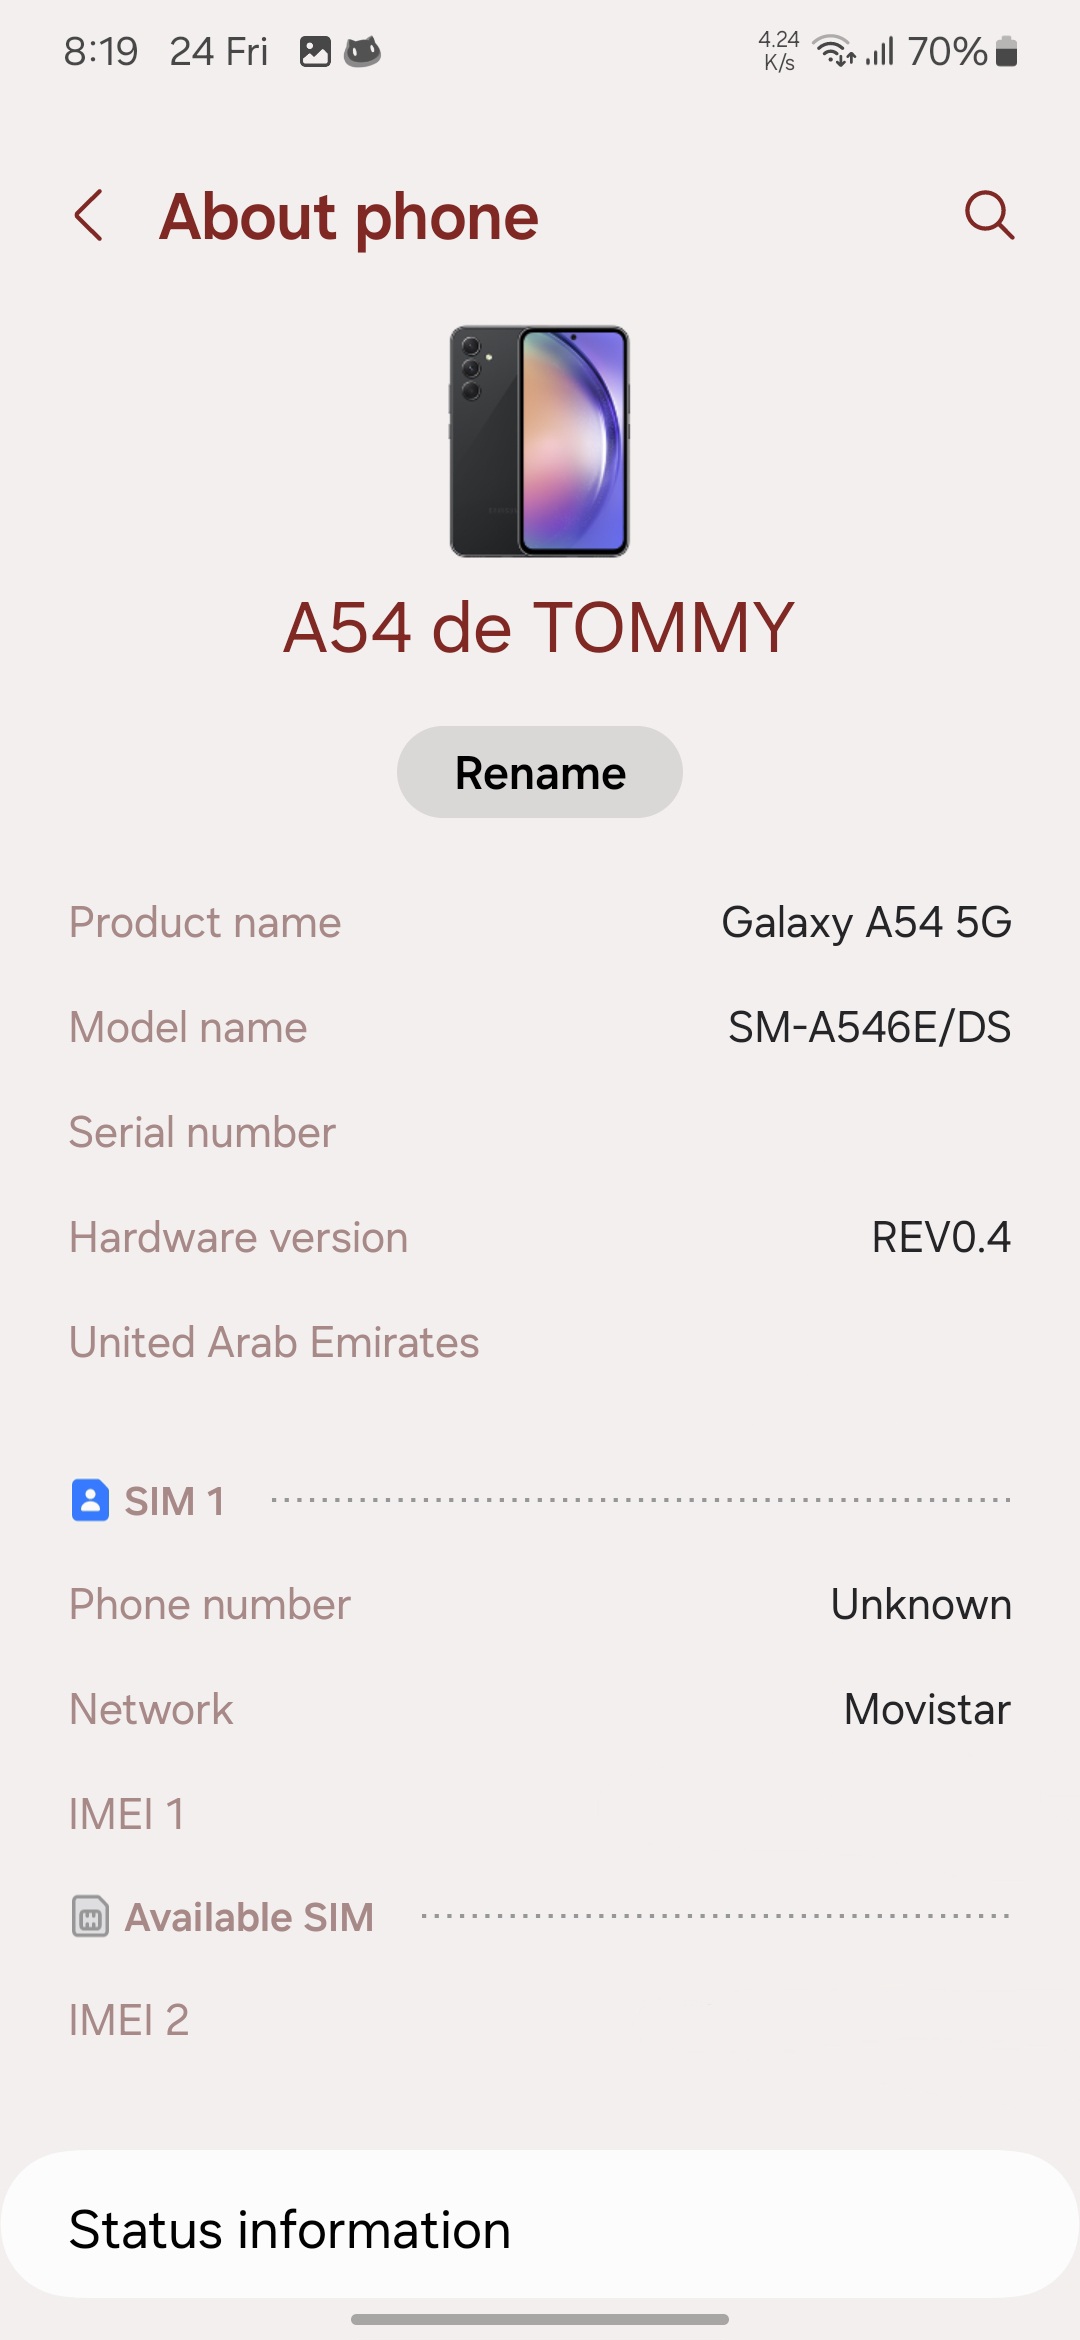 8:19 24 Fri 4.24 K/s 70%
About phone
A54 de TOMMY
Rename
Product name Galaxy A54 5G
Model name SM-A546E/DS
Serial number
Hardware version REV0.4
United Arab Emirates
SIM 1
Phone number Unknown
Network Movistar
IMEI 1
Available SIM
IMEI 2
Status information